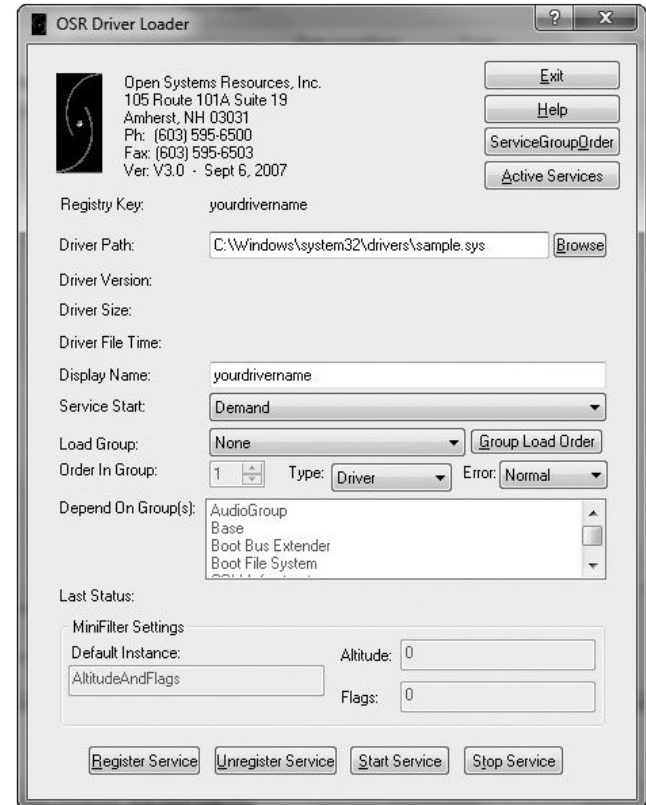 OSR Driver Loader
Open Systems Resources, Inc.
105 Route 101A Suite 19
Amherst, NH 03031
Ph: (603) 595-6500
Fax: (603) 595-6503
Ver: V3.0 - Sept 6, 2007
Exit
Help
ServiceGroupOrder
Active Services
Registry Key: yourdrivername
Driver Path: C:\Windows\system32\drivers\sample.sys Browse
Driver Version:
Driver Size:
Driver File Time:
Display Name: yourdrivername
Service Start: Demand
Load Group: None Group Load Order
Order In Group: 1 Type: Driver Error: Normal
Depend On Group(s): AudioGroup
Base
Boot Bus Extender
Boot File System
Last Status:
MiniFilter Settings
Default Instance:
AltitudeAndFlags
Altitude: 0
Flags: 0
Register Service Unregister Service Start Service Stop Service